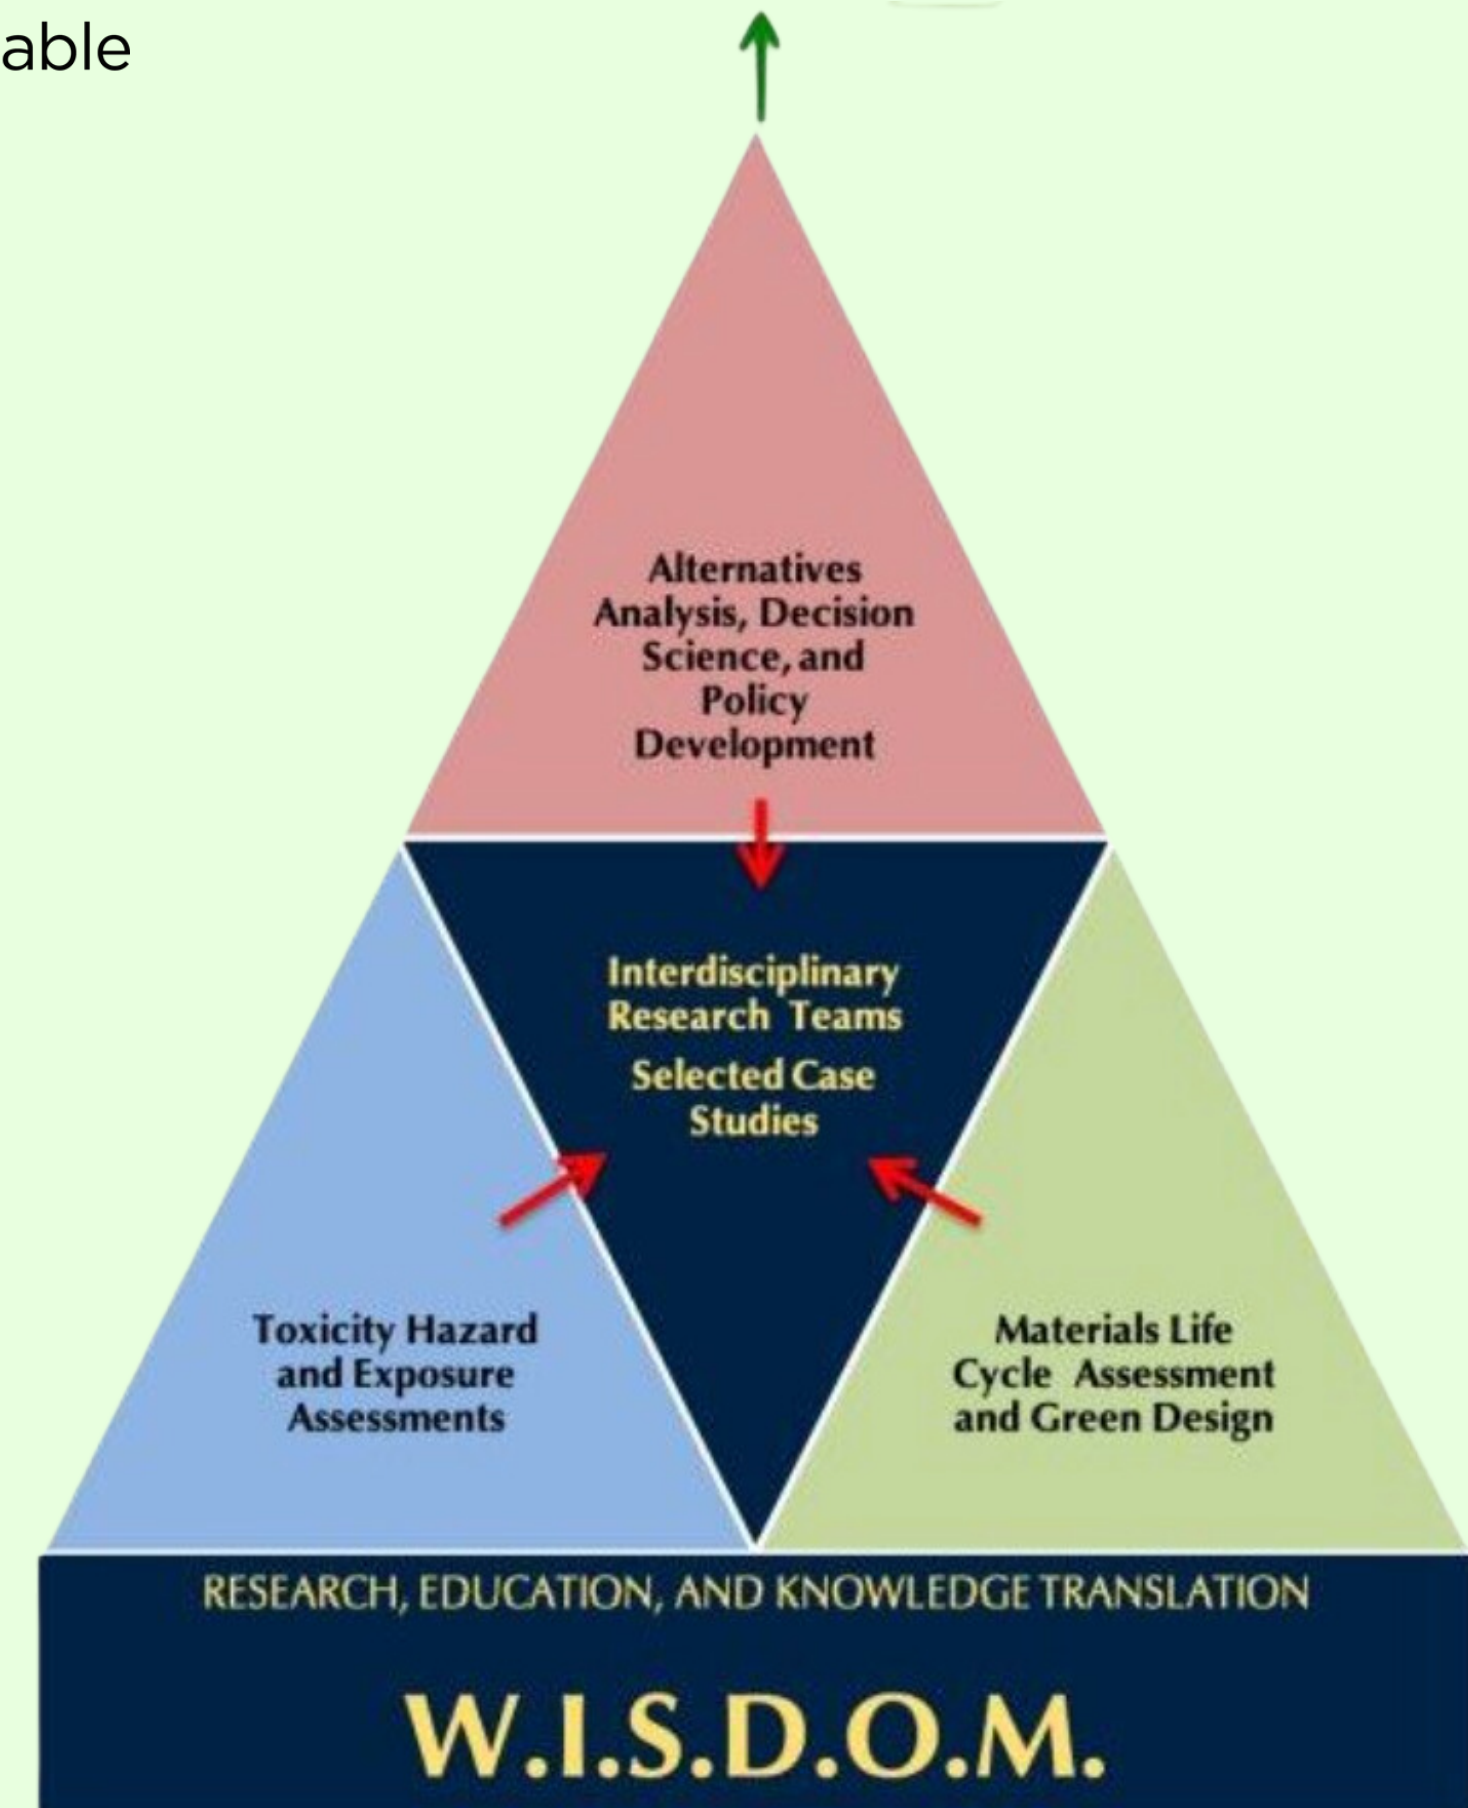 able
Alternatives
Analysis, Decision
Science, and
Policy
Development
Interdisciplinary
Research Teams
Selected Case
Studies
Toxicity Hazard
and Exposure
Assessments
Materials Life
Cycle Assessment
and Green Design
RESEARCH, EDUCATION, AND KNOWLEDGE TRANSLATION
W.I.S.D.O.M.